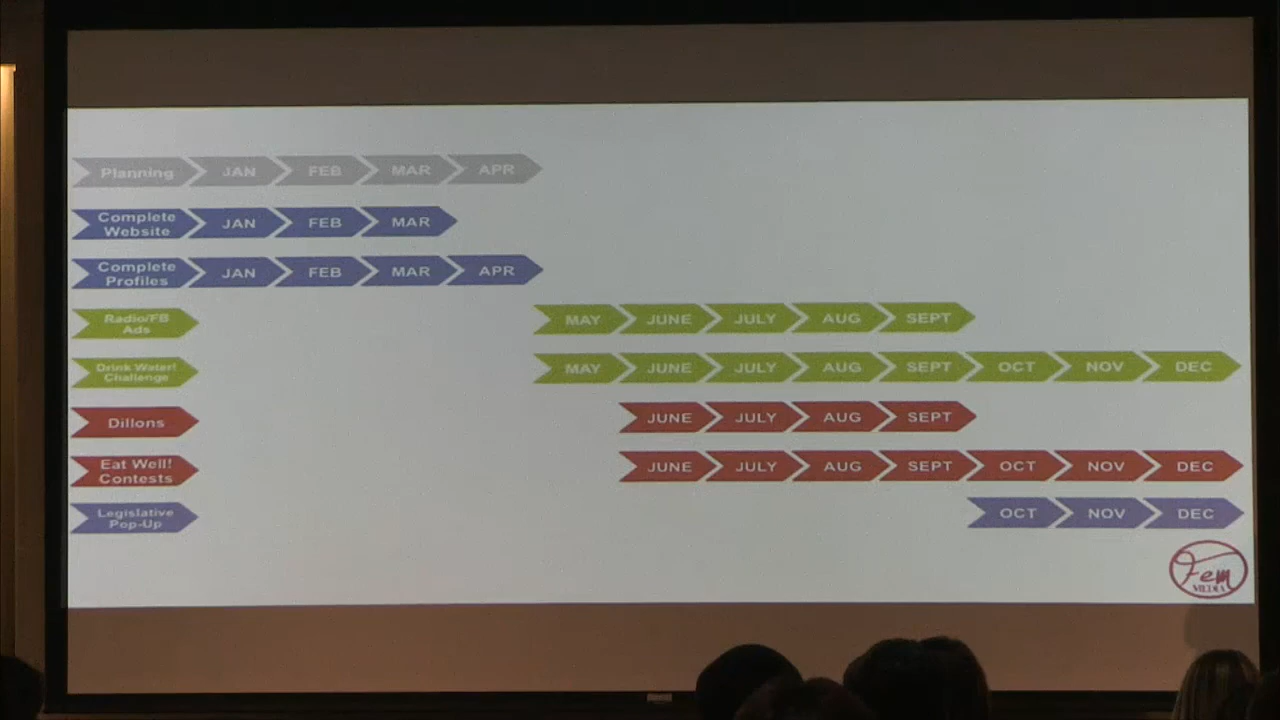 Planning JAN FEB MAR APR
Complete
Website JAN FEB MAR
Complete
Profiles JAN FEB MAR APR
Radio/FB
Ads MAY JUNE JULY AUG SEPT
Drink Water!
Challenge MAY JUNE JULY AUG SEPT OCT NOV DEC
Dillons JUNE JULY AUG SEPT
Eat Well!
Contests JUNE JULY AUG SEPT OCT NOV DEC
Legislative
Pop-Up OCT NOV DEC
Fem
MEDIA